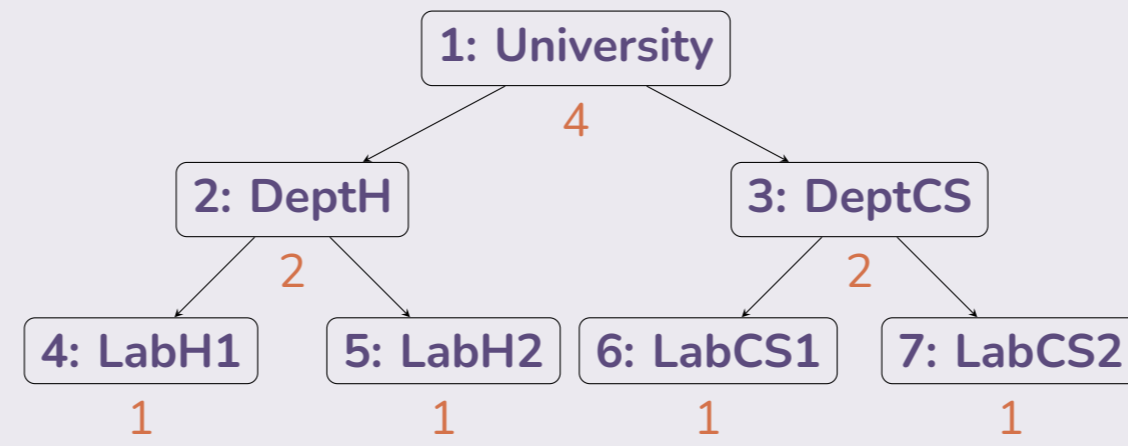 1: University
4
2: DeptH 3: DeptCS
2 2
4: LabH1 5: LabH2 6: LabCS1 7: LabCS2
1 1 1 1